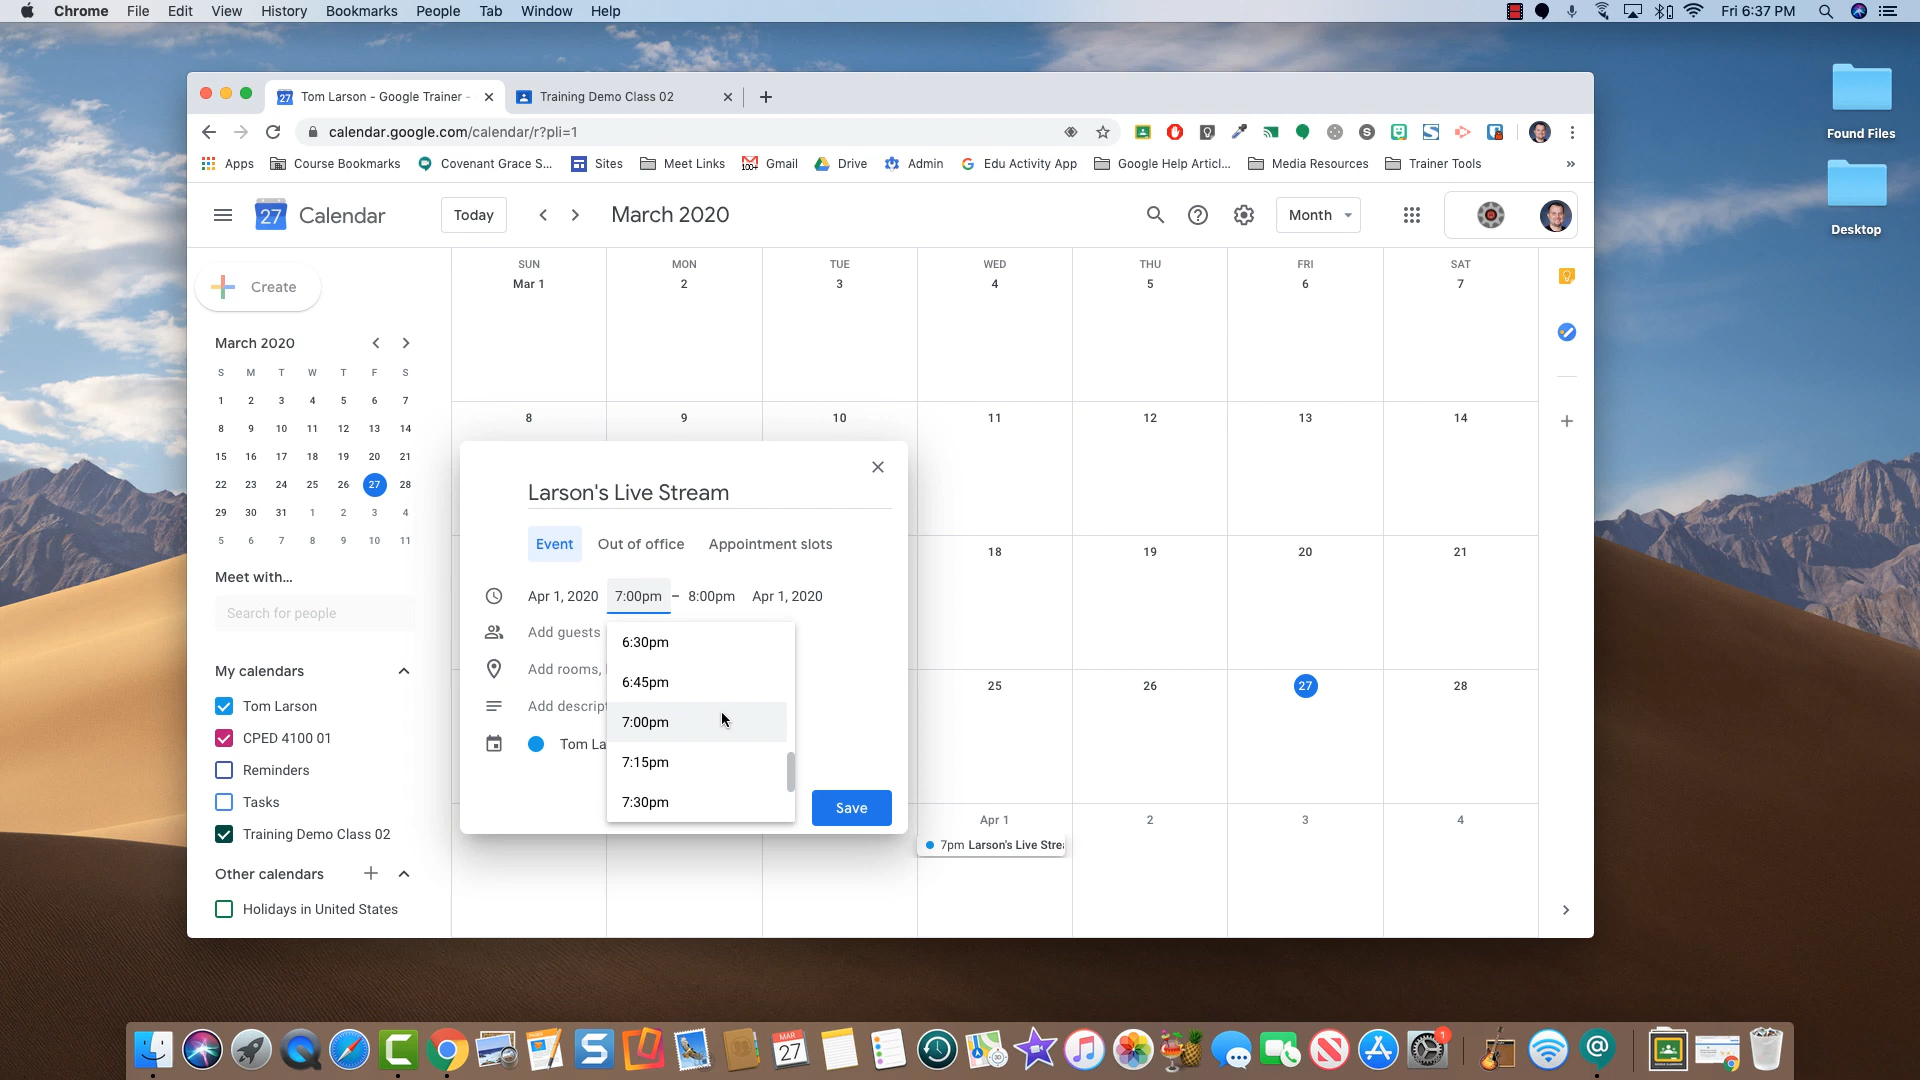 Chrome File Edit View History Bookmarks People Tab Window Help Fri 6:37 PM
Found Files
Desktop
27 Tom Larson - Google Trainer - Training Demo Class 02
calendar.google.com/calendar/r?pli=1
Apps Course Bookmarks Covenant Grace S... Sites Meet Links 100+ Gmail Drive Admin Edu Activity App Google Help Articl... Media Resources Trainer Tools »
27 Calendar Today March 2020 Month
Create
March 2020
S M T W T F S
1 2 3 4 5 6 7
8 9 10 11 12 13 14
15 16 17 18 19 20 21
22 23 24 25 26 27 28
29 30 31 1 2 3 4
5 6 7 8 9 10 11
Meet with...
Search for people
My calendars
Tom Larson
CPED 4100 01
Reminders
Tasks
Training Demo Class 02
Other calendars
Holidays in United States
SUN MON TUE WED THU FRI SAT
Mar 1 2 3 4 5 6 7
8 9 10 11 12 13 14
18 19 20 21
25 26 27 28
Apr 1 2 3 4
7pm Larson's Live Stre
Larson's Live Stream
Event Out of office Appointment slots
Apr 1, 2020 7:00pm – 8:00pm Apr 1, 2020
Add guests
Add rooms,
Add descript
Tom La
6:30pm
6:45pm
7:00pm
7:15pm
7:30pm
Save
MAR
27
1